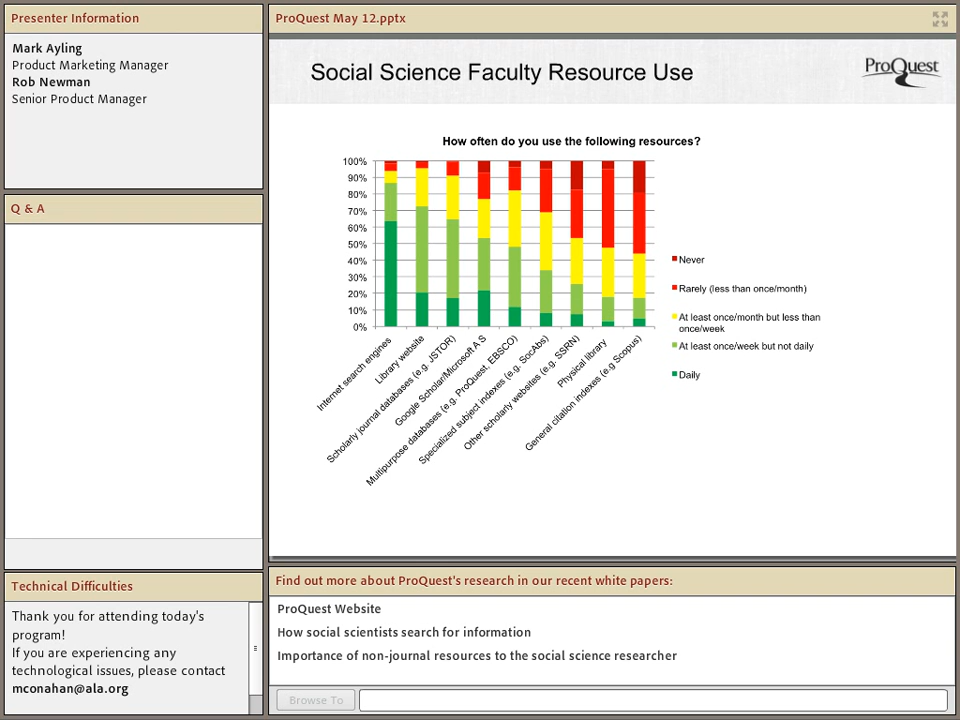 Presenter Information
Mark Ayling
Product Marketing Manager
Rob Newman
Senior Product Manager
Q & A
Technical Difficulties
Thank you for attending today's
program!
If you are experiencing any
technological issues, please contact
mconahan@ala.org
ProQuest May 12.pptx
Social Science Faculty Resource Use
ProQuest
How often do you use the following resources?
100%
90%
80%
70%
60%
50%
40%
30%
20%
10%
0%
Internet search engines
Library website
Scholarly journal databases (e.g. JSTOR)
Google Scholar/Microsoft A S
Multipurpose databases (e.g. ProQuest, EBSCO)
Specialized subject indexes (e.g. SocAbs)
Other scholarly websites (e.g. SSRN)
Physical library
General citation indexes (e.g Scopus)
Never
Rarely (less than once/month)
At least once/month but less than
once/week
At least once/week but not daily
Daily
Find out more about ProQuest's research in our recent white papers:
ProQuest Website
How social scientists search for information
Importance of non-journal resources to the social science researcher
Browse To